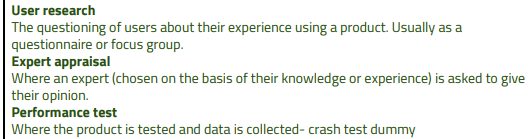 User research
The questioning of users about their experience using a product. Usually as a
questionnaire or focus group.
Expert appraisal
Where an expert (chosen on the basis of their knowledge or experience) is asked to give
their opinion.
Performance test
Where the product is tested and data is collected- crash test dummy